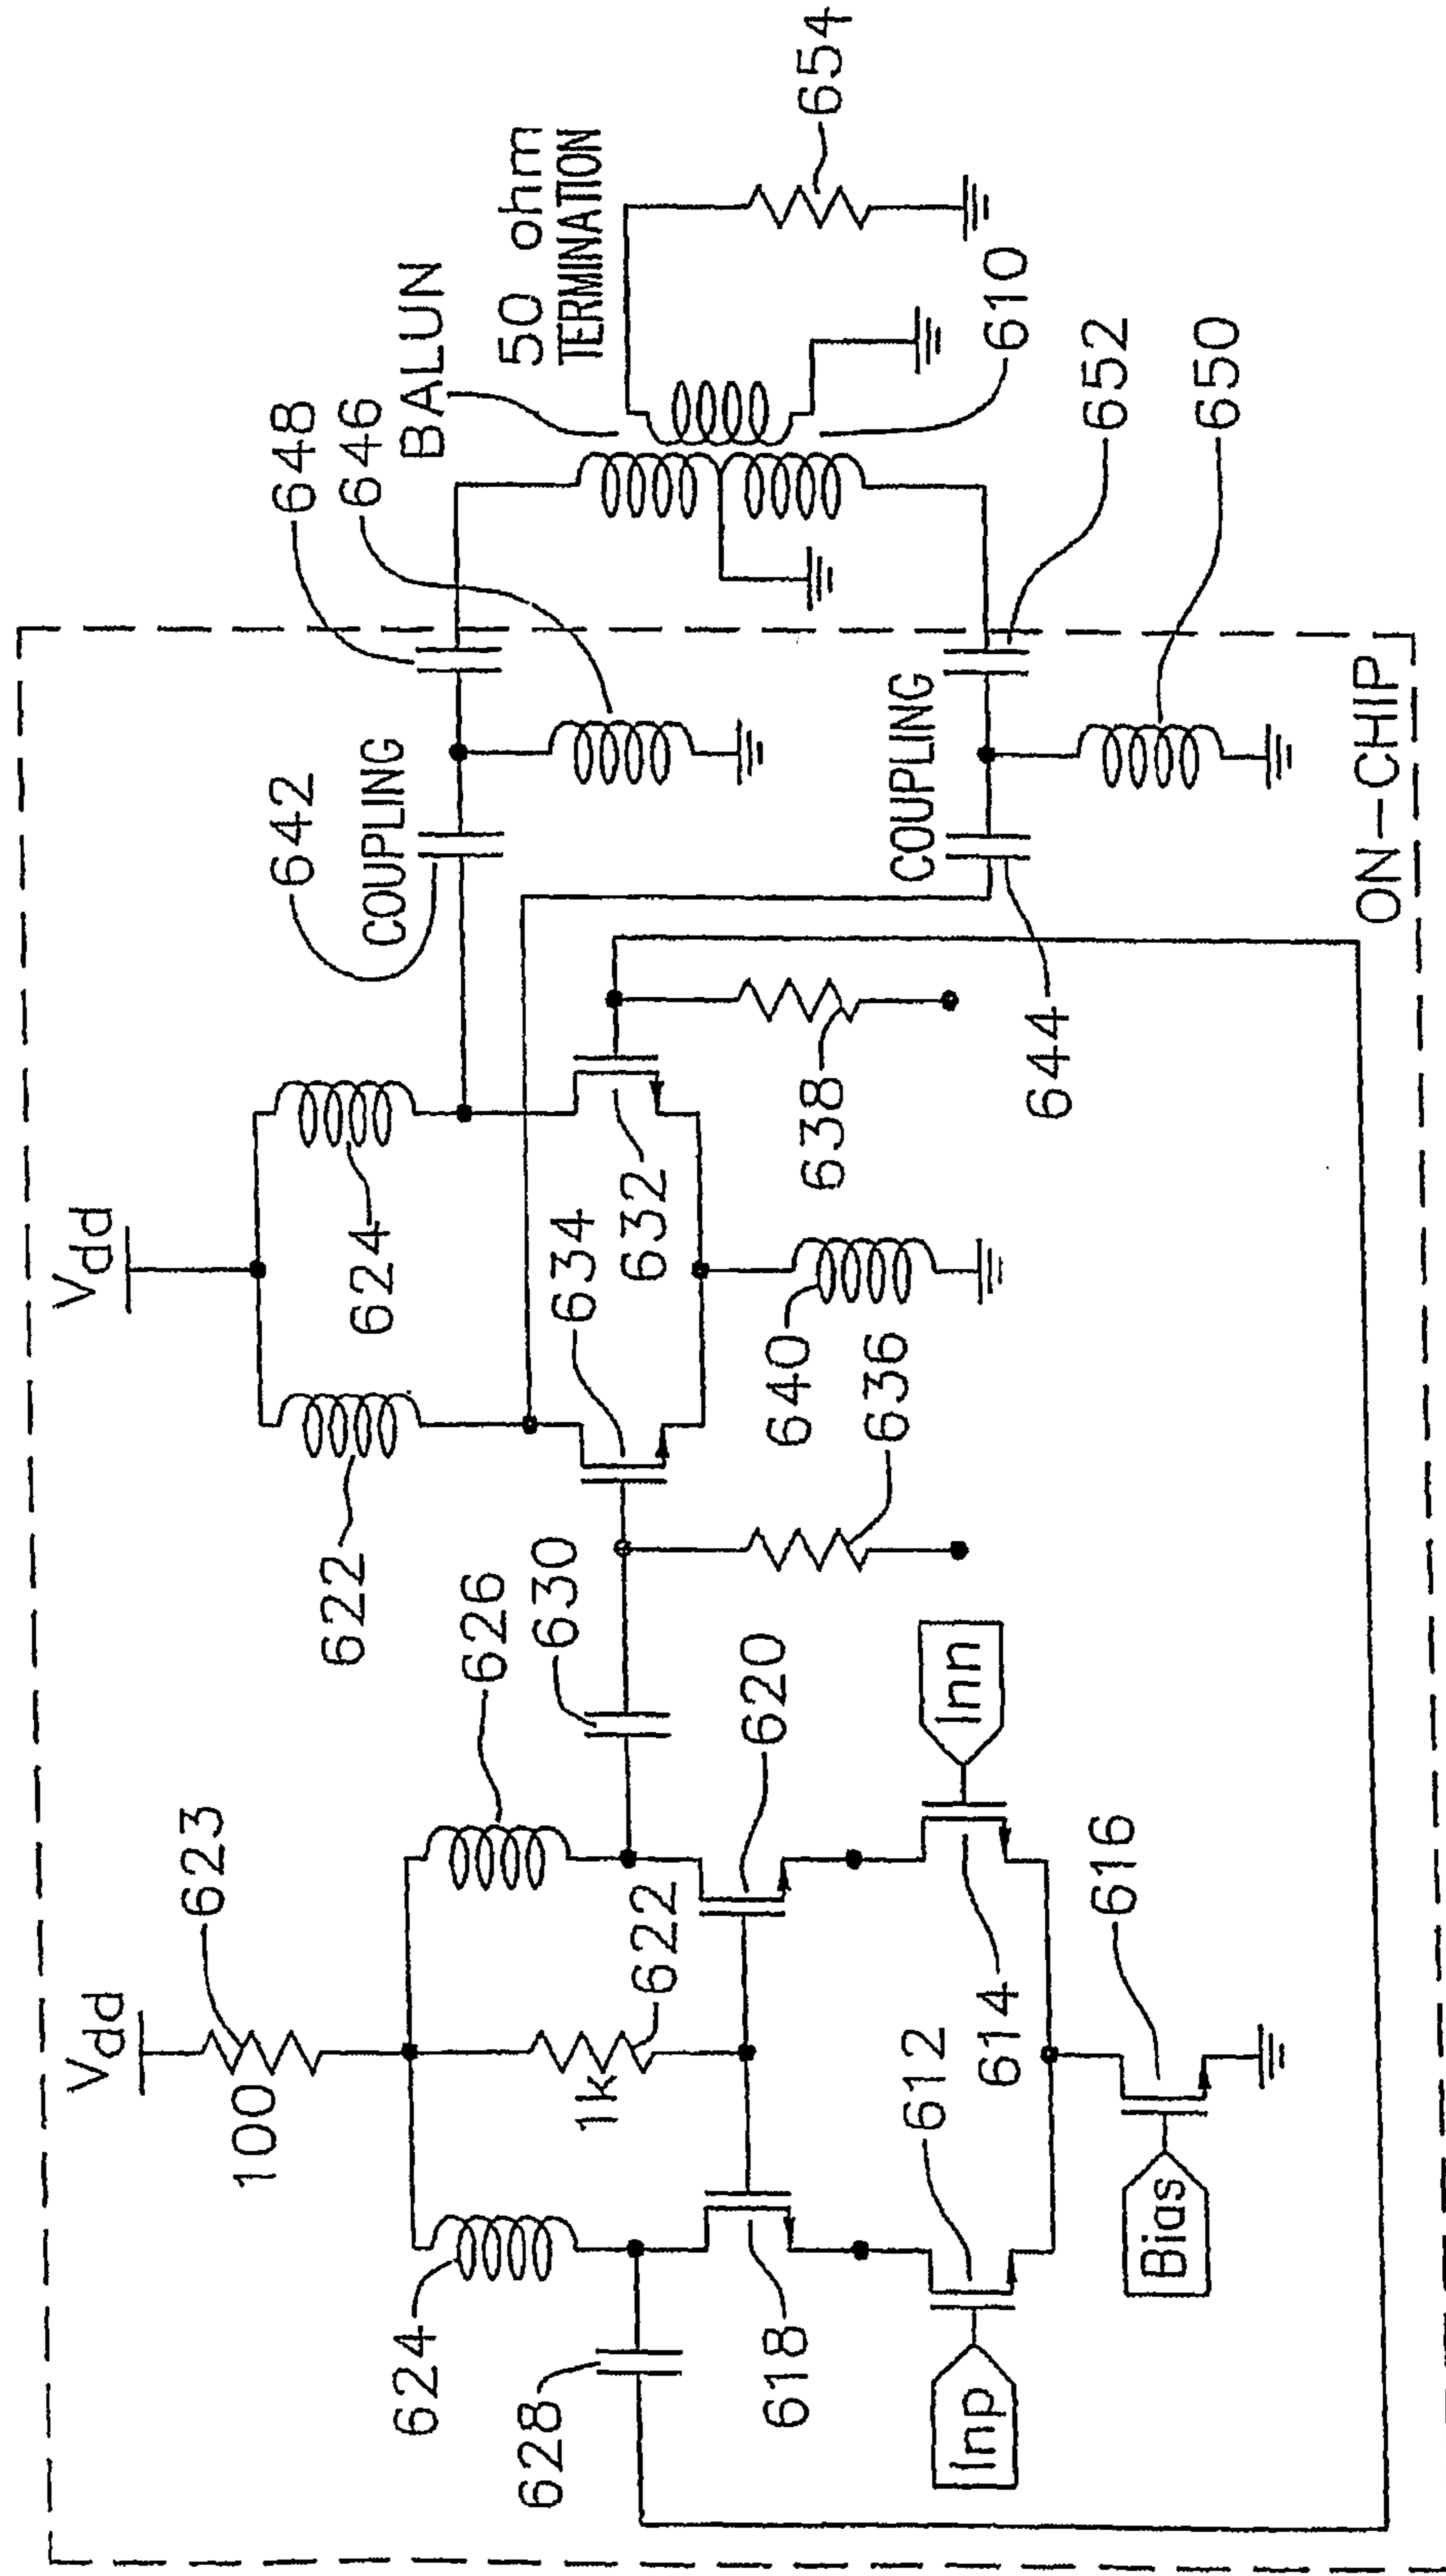 Vdd
623
100
Vdd
624
626
622
624
1k
622
628
630
618
620
634
632
612
614
Inp
Inn
Bias
616
640
636
638
642
COUPLING
648
646
BALUN
50 ohm
TERMINATION
654
610
COUPLING
644
652
650
ON-CHIP